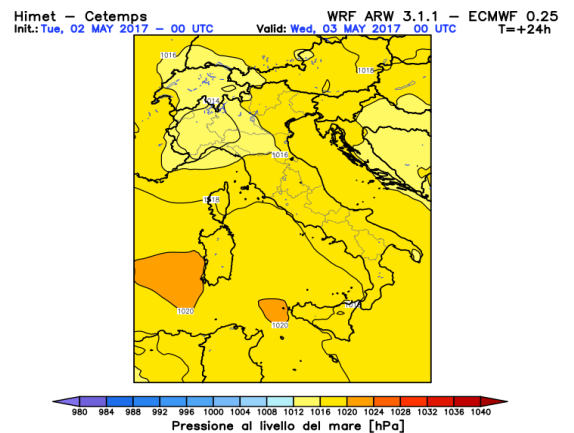 Himet – Cetemps WRF ARW 3.1.1 – ECMWF 0.25
Init.: Tue, 02 MAY 2017 – 00 UTC Valid: Wed, 03 MAY 2017 00 UTC T=+24h
1016
1018
1014
1016
1018
1020
1020
980 984 988 992 996 1000 1004 1008 1012 1016 1020 1024 1028 1032 1036 1040
Pressione al livello del mare [hPa]